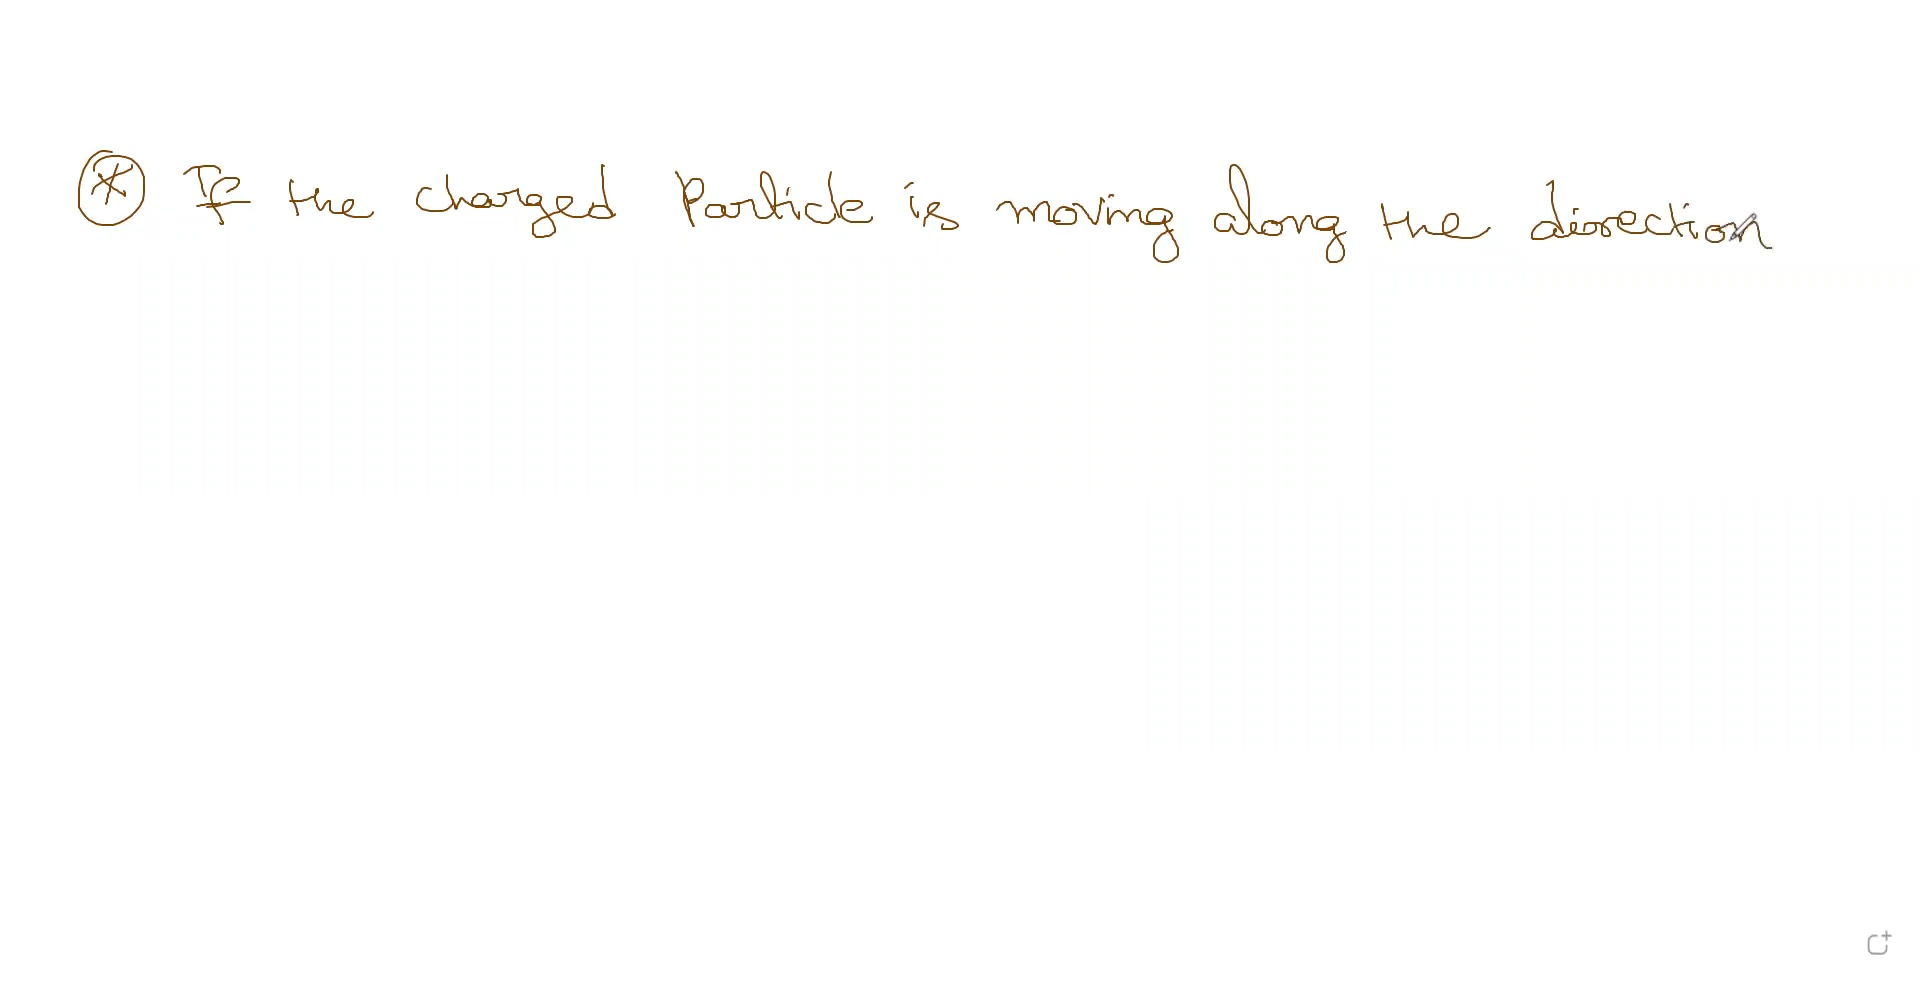 If the charged Particle is moving along the direction